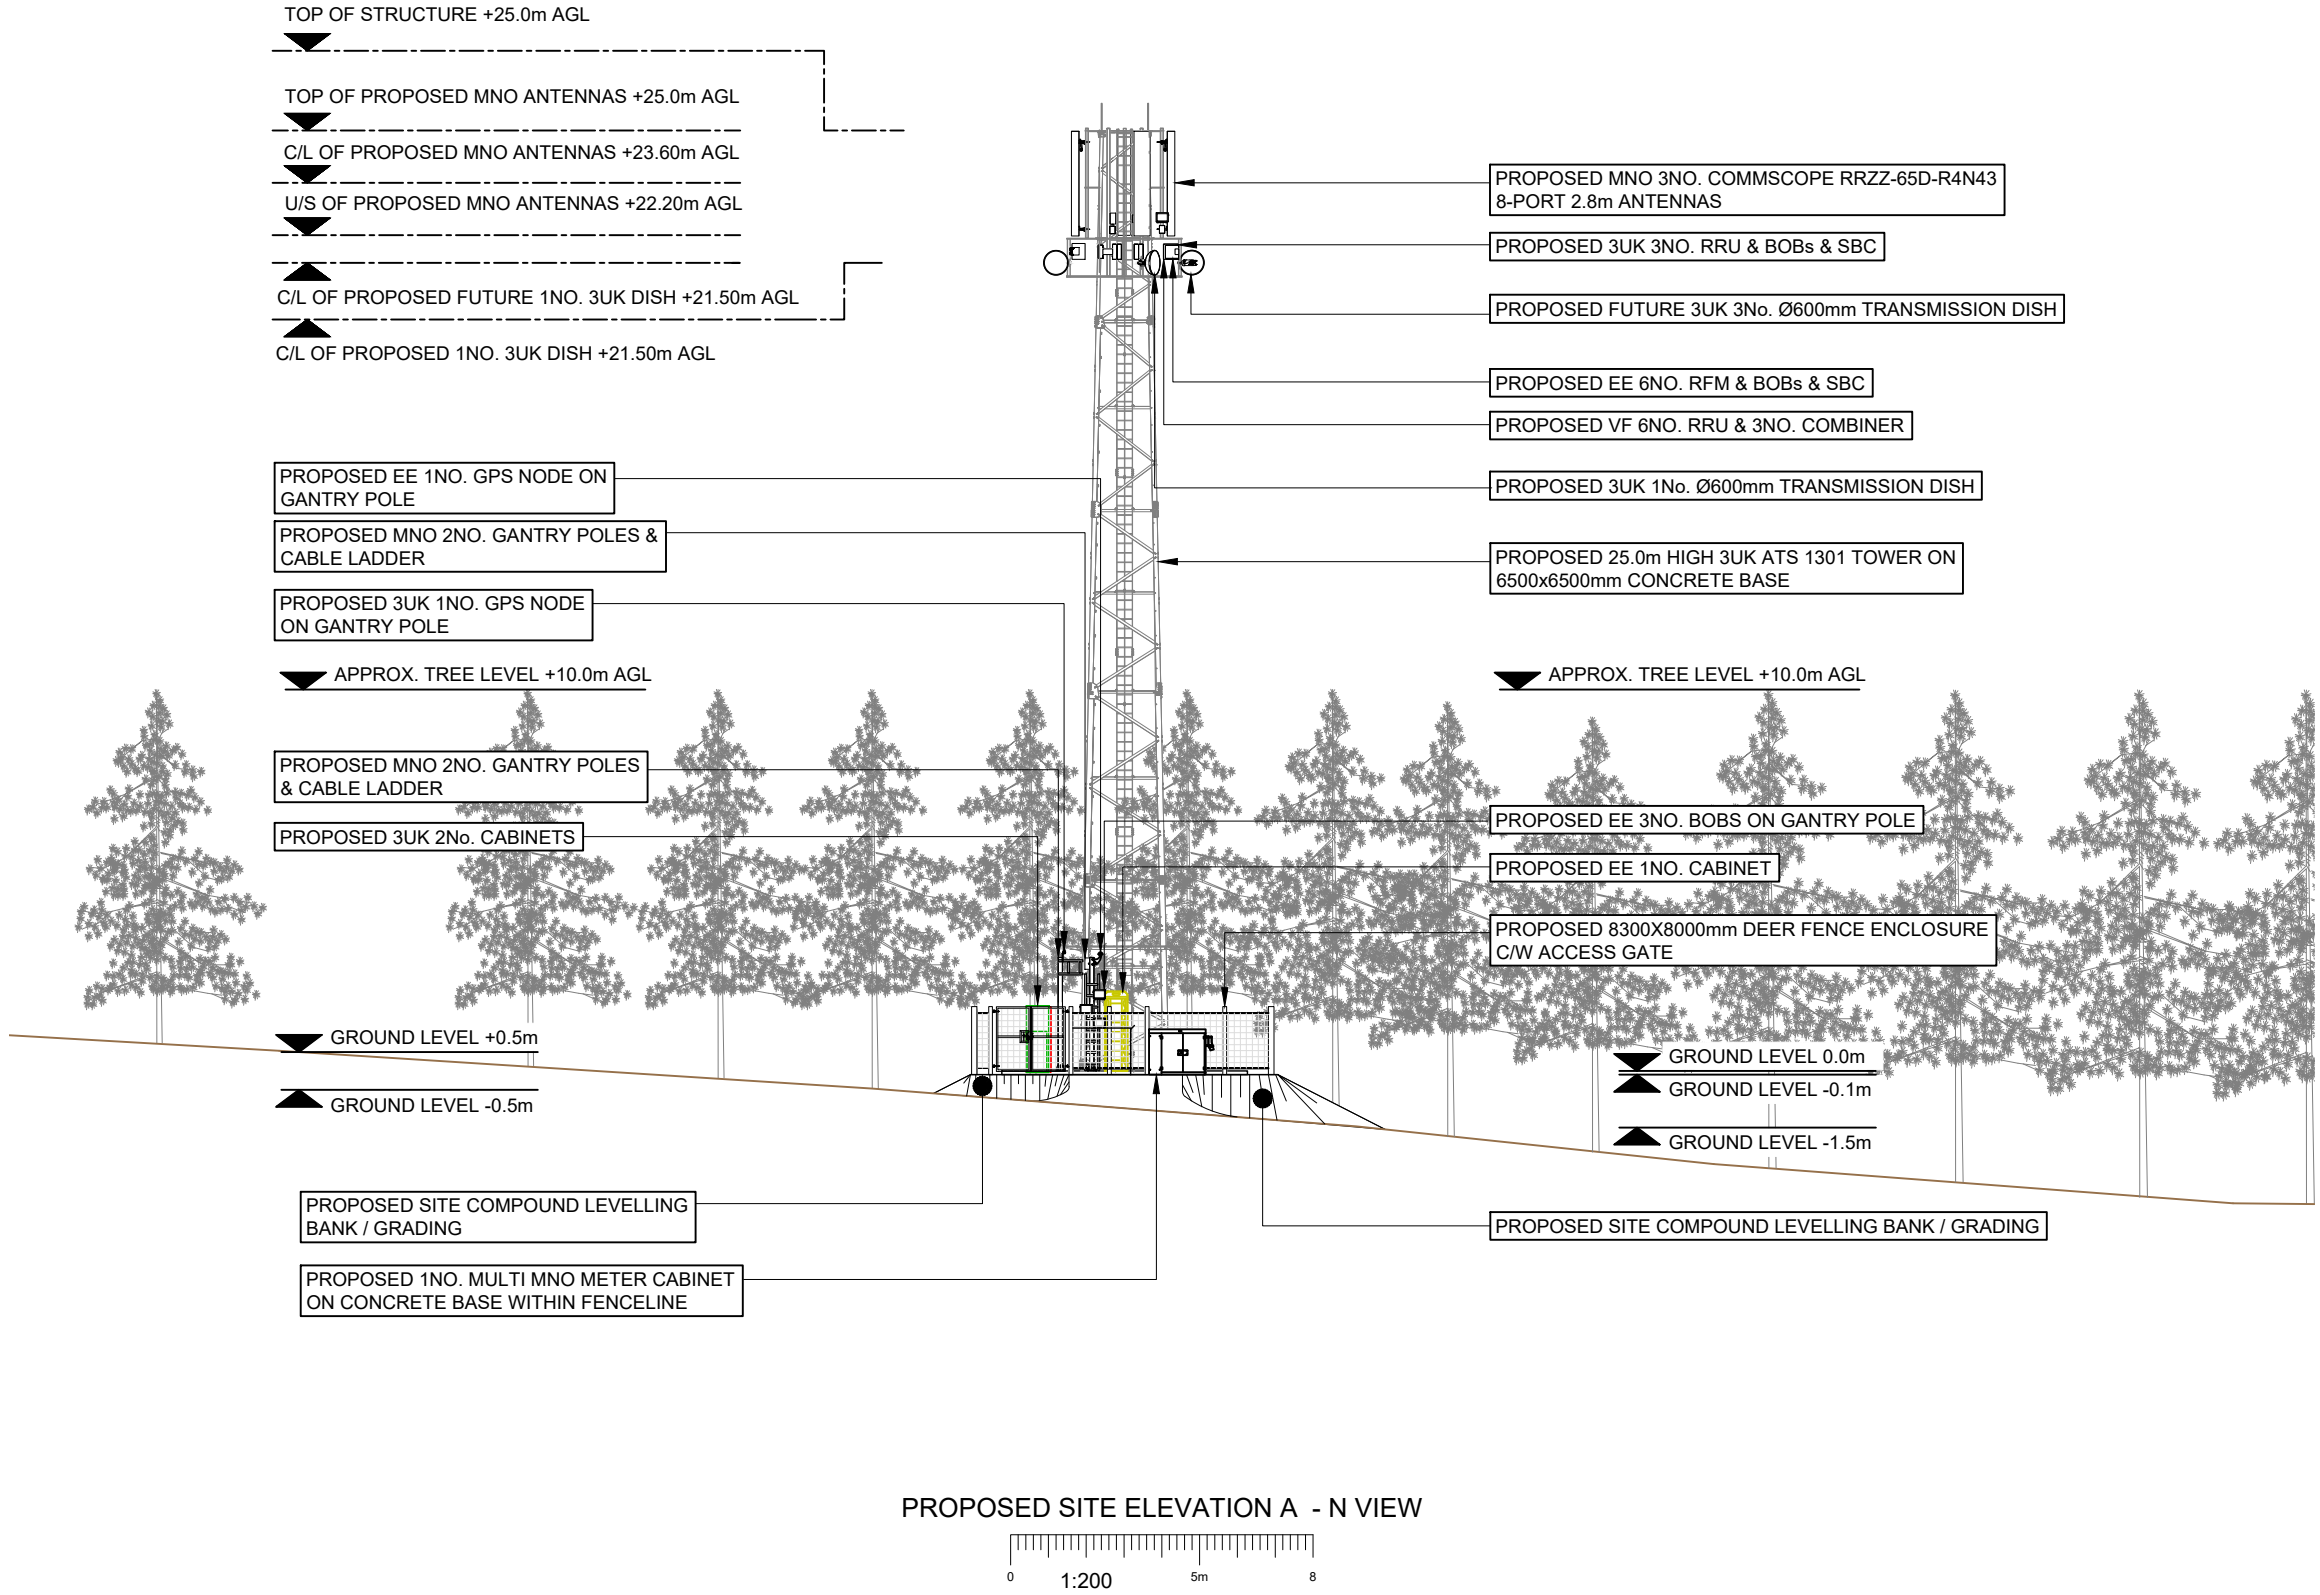 TOP OF STRUCTURE +25.0m AGL
TOP OF PROPOSED MNO ANTENNAS +25.0m AGL
C/L OF PROPOSED MNO ANTENNAS +23.60m AGL
U/S OF PROPOSED MNO ANTENNAS +22.20m AGL
C/L OF PROPOSED FUTURE 1NO. 3UK DISH +21.50m AGL
C/L OF PROPOSED 1NO. 3UK DISH +21.50m AGL
PROPOSED MNO 3NO. COMMSCOPE RRZZ-65D-R4N43
8-PORT 2.8m ANTENNAS
PROPOSED 3UK 3NO. RRU & BOBs & SBC
PROPOSED FUTURE 3UK 3No. Ø600mm TRANSMISSION DISH
PROPOSED EE 6NO. RFM & BOBs & SBC
PROPOSED VF 6NO. RRU & 3NO. COMBINER
PROPOSED 3UK 1No. Ø600mm TRANSMISSION DISH
PROPOSED 25.0m HIGH 3UK ATS 1301 TOWER ON
6500x6500mm CONCRETE BASE
PROPOSED EE 1NO. GPS NODE ON
GANTRY POLE
PROPOSED MNO 2NO. GANTRY POLES &
CABLE LADDER
PROPOSED 3UK 1NO. GPS NODE
ON GANTRY POLE
APPROX. TREE LEVEL +10.0m AGL
APPROX. TREE LEVEL +10.0m AGL
PROPOSED MNO 2NO. GANTRY POLES
& CABLE LADDER
PROPOSED 3UK 2No. CABINETS
PROPOSED EE 3NO. BOBS ON GANTRY POLE
PROPOSED EE 1NO. CABINET
PROPOSED 8300X8000mm DEER FENCE ENCLOSURE
C/W ACCESS GATE
GROUND LEVEL +0.5m
GROUND LEVEL -0.5m
GROUND LEVEL 0.0m
GROUND LEVEL -0.1m
GROUND LEVEL -1.5m
PROPOSED SITE COMPOUND LEVELLING
BANK / GRADING
PROPOSED SITE COMPOUND LEVELLING BANK / GRADING
PROPOSED 1NO. MULTI MNO METER CABINET
ON CONCRETE BASE WITHIN FENCELINE
PROPOSED SITE ELEVATION A - N VIEW
0 1:200 5m 8